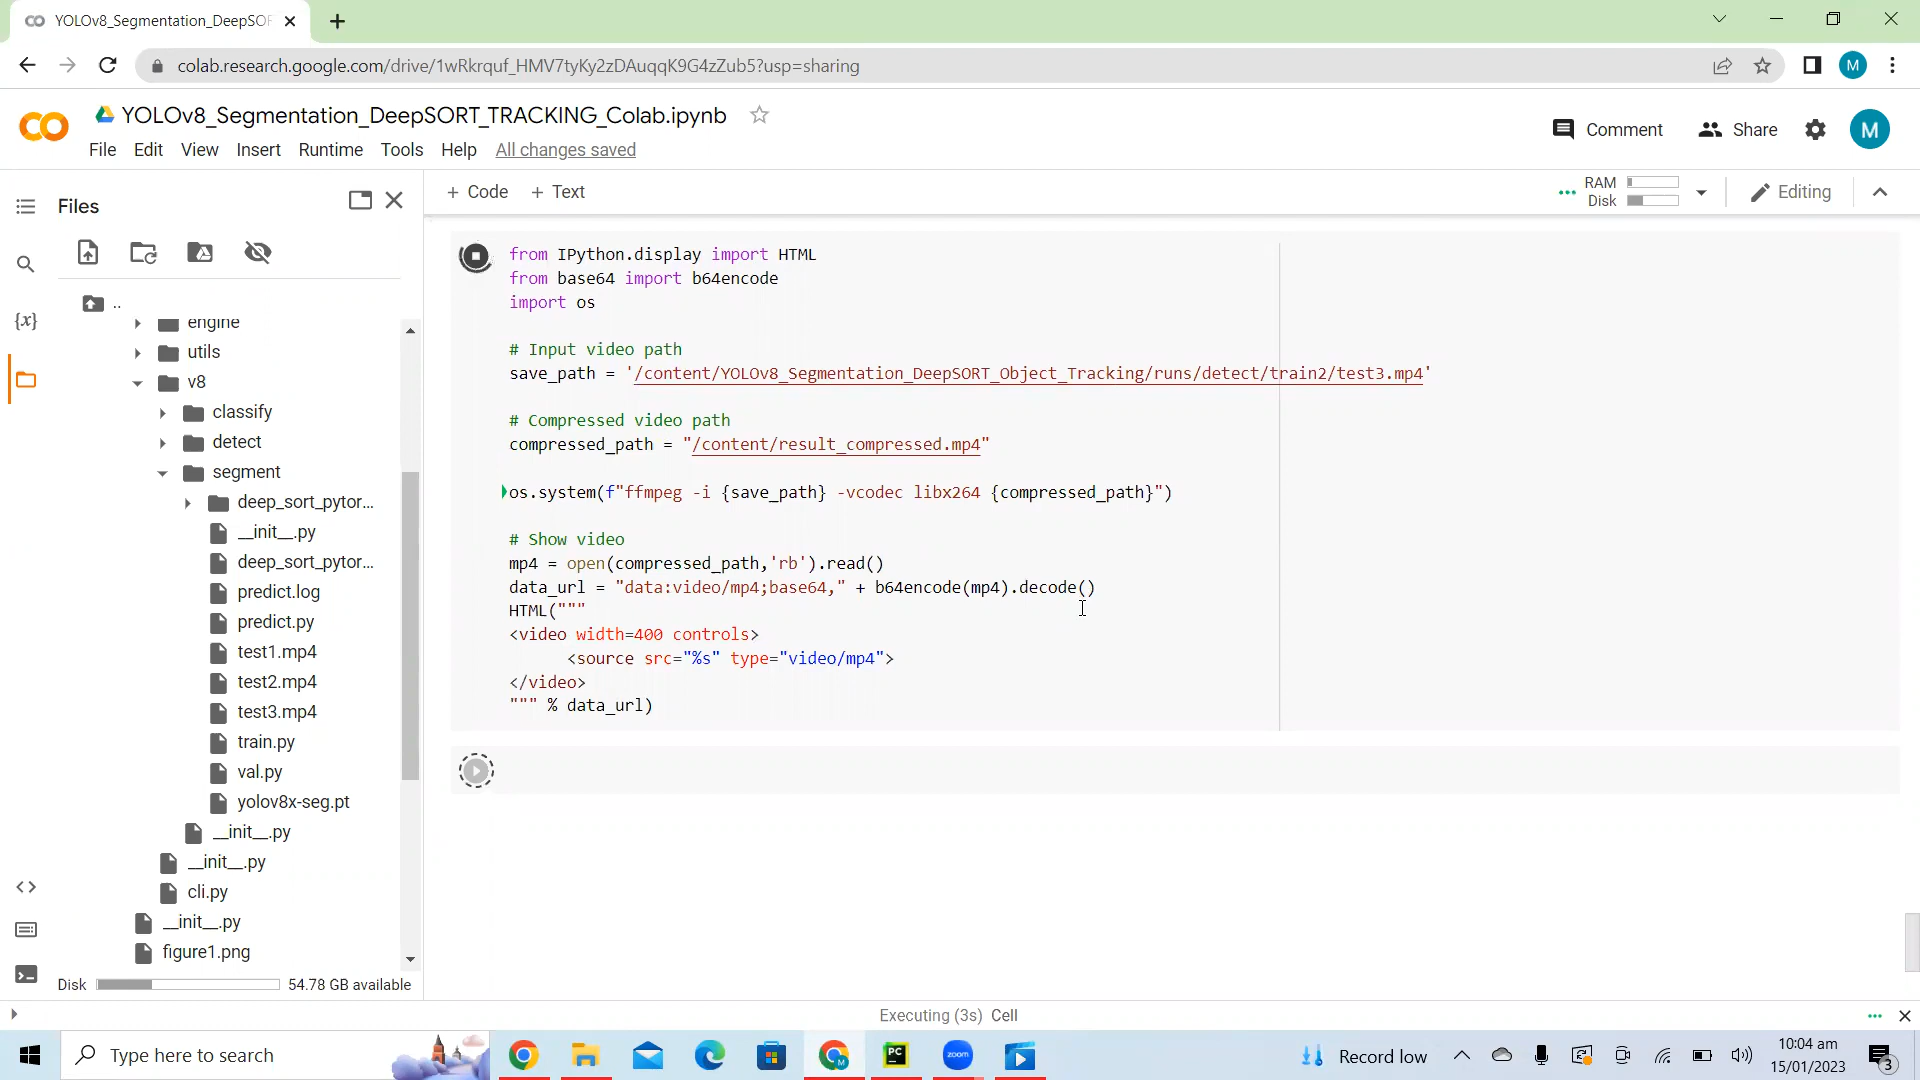 YOLOv8_Segmentation_DeepSOR
colab.research.google.com/drive/1wRkrquf_HMV7tyKy2zDAuqqK9G4zZub5?usp=sharing
M
YOLOv8_Segmentation_DeepSORT_TRACKING_Colab.ipynb
File Edit View Insert Runtime Tools Help All changes saved
Comment Share M
Files
+ Code + Text
RAM
Disk
Editing
..
engine
utils
v8
classify
detect
segment
deep_sort_pytor...
__init__.py
deep_sort_pytor...
predict.log
predict.py
test1.mp4
test2.mp4
test3.mp4
train.py
val.py
yolov8x-seg.pt
__init__.py
__init__.py
cli.py
__init__.py
figure1.png
Disk 54.78 GB available
{x}
from IPython.display import HTML
from base64 import b64encode
import os
# Input video path
save_path = '/content/YOLOv8_Segmentation_DeepSORT_Object_Tracking/runs/detect/train2/test3.mp4'
# Compressed video path
compressed_path = "/content/result_compressed.mp4"
os.system(f"ffmpeg -i {save_path} -vcodec libx264 {compressed_path}")
# Show video
mp4 = open(compressed_path,'rb').read()
data_url = "data:video/mp4;base64," + b64encode(mp4).decode()
HTML("""
<video width=400 controls>
<source src="%s" type="video/mp4">
</video>
""" % data_url)
Executing (3s) Cell
Type here to search
PC
zoom
Record low
10:04 am
15/01/2023
3